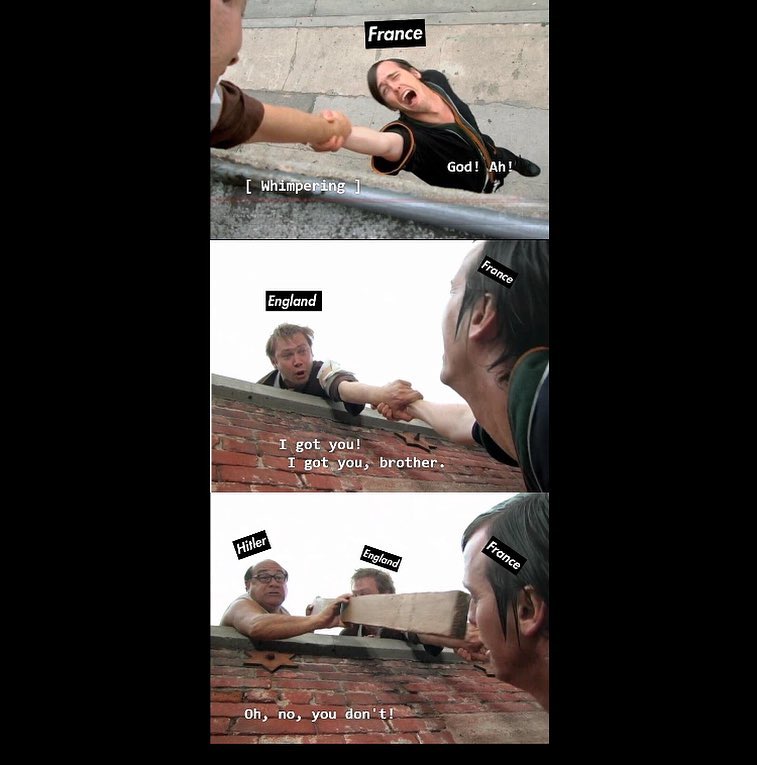 France
God! Ah!
[ Whimpering ]
France
England
I got you!
I got you, brother.
Hitler
England
France
Oh, no, you don't!